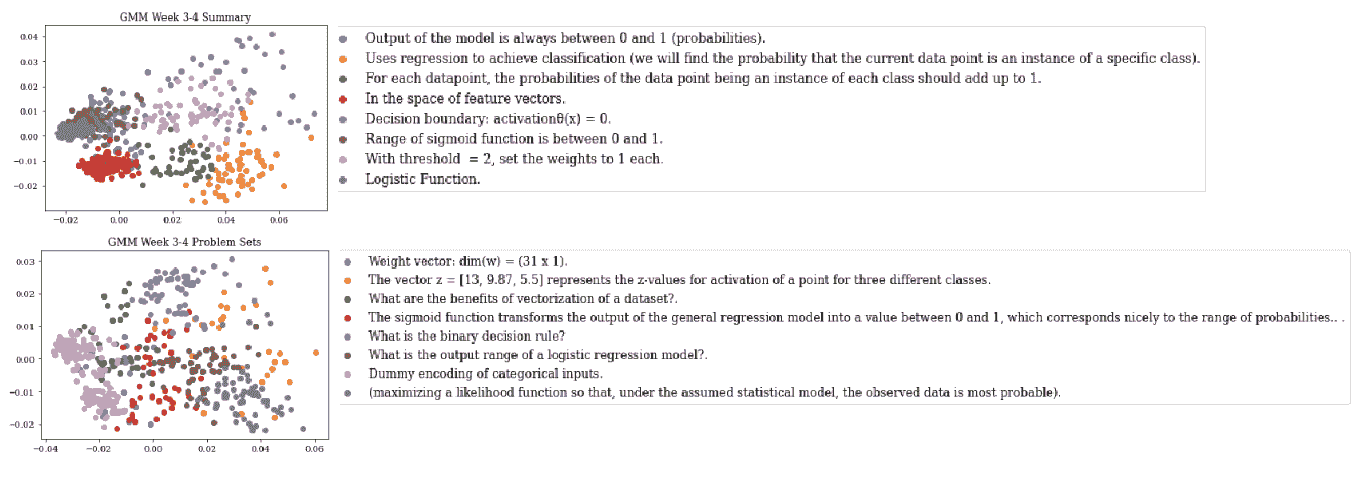 GMM Week 3-4 Summary
0.04
0.03
0.02
0.01
0.00
−0.01
−0.02
−0.02 0.00 0.02 0.04 0.06
Output of the model is always between 0 and 1 (probabilities).
Uses regression to achieve classification (we will find the probability that the current data point is an instance of a specific class).
For each datapoint, the probabilities of the data point being an instance of each class should add up to 1.
In the space of feature vectors.
Decision boundary: activationθ(x) = 0.
Range of sigmoid function is between 0 and 1.
With threshold = 2, set the weights to 1 each.
Logistic Function.
GMM Week 3-4 Problem Sets
0.03
0.02
0.01
0.00
−0.01
−0.02
−0.04 −0.02 0.00 0.02 0.04 0.06
Weight vector: dim(w) = (31 x 1).
The vector z = [13, 9.87, 5.5] represents the z-values for activation of a point for three different classes.
What are the benefits of vectorization of a dataset?.
The sigmoid function transforms the output of the general regression model into a value between 0 and 1, which corresponds nicely to the range of probabilities.. .
What is the binary decision rule?
What is the output range of a logistic regression model?.
Dummy encoding of categorical inputs.
(maximizing a likelihood function so that, under the assumed statistical model, the observed data is most probable).